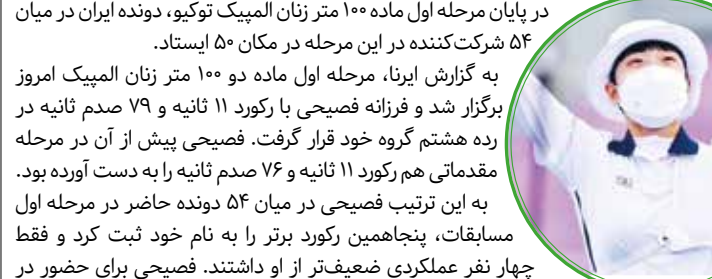 در پایان مرحله اول ماده ۱۰۰ متر زنان المپیک توکیو، دونده ایران در میان
۵۴ شرکت‌کننده در این مرحله در مکان ۵۰ ایستاد.
به گزارش ایرنا، مرحله اول ماده دو ۱۰۰ متر زنان المپیک امروز
برگزار شد و فرزانه فصیحی با رکورد ۱۱ ثانیه و ۷۹ صدم ثانیه در
رده هشتم گروه خود قرار گرفت. فصیحی پیش از آن در مرحله
مقدماتی هم رکورد ۱۱ ثانیه و ۷۶ صدم ثانیه را به دست آورده بود.
به این ترتیب فصیحی در میان ۵۴ دونده حاضر در مرحله اول
مسابقات، پنجاهمین رکورد برتر را به نام خود ثبت کرد و فقط
چهار نفر عملکردی ضعیف‌تر از او داشتند. فصیحی برای حضور در